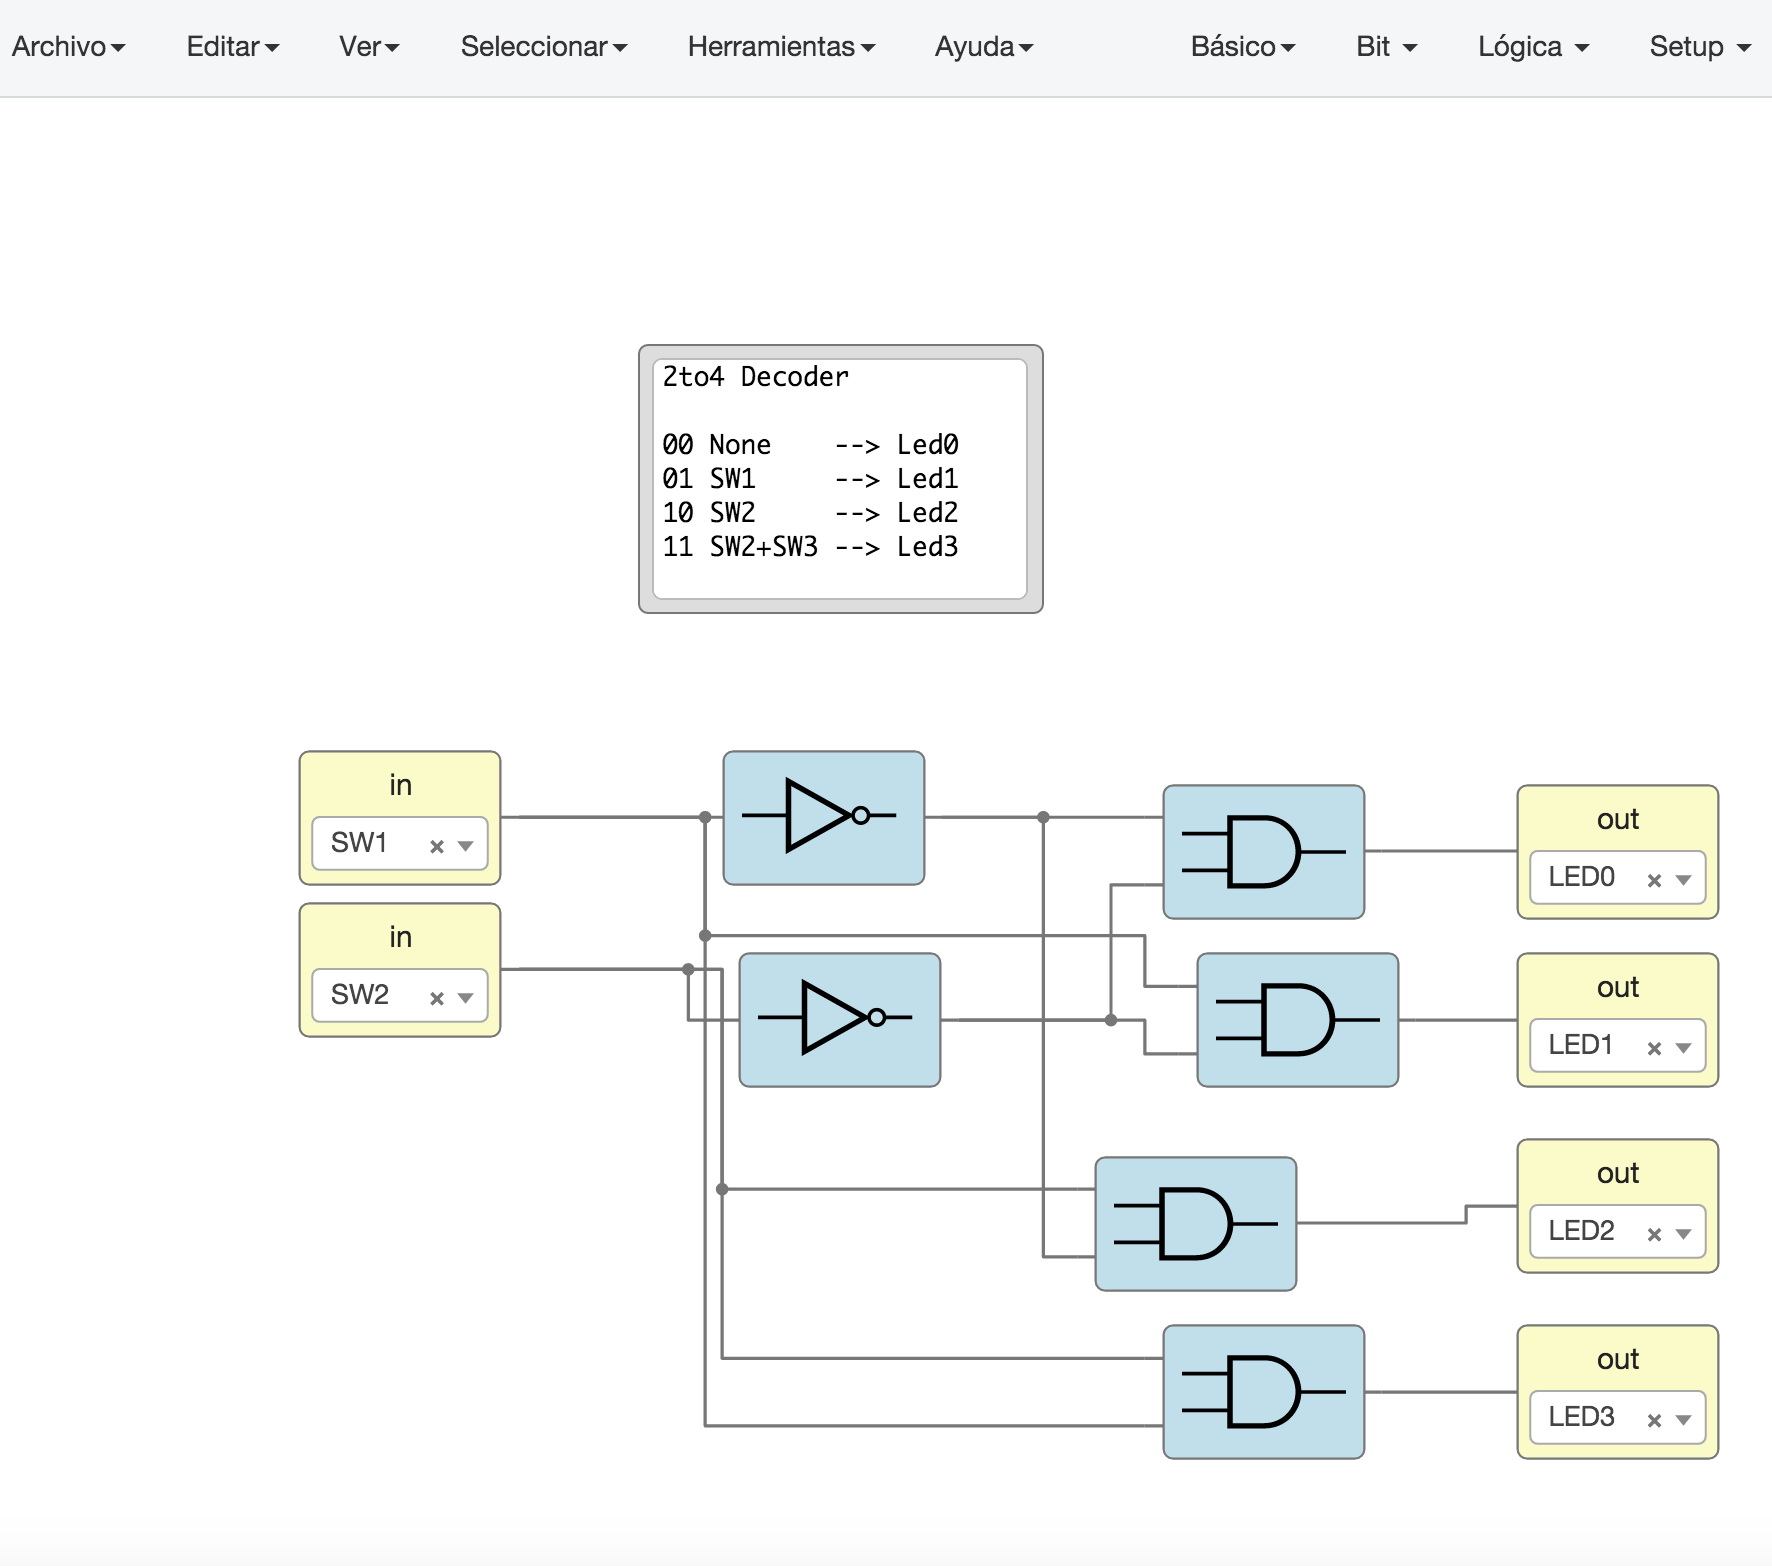 Archivo Editar Ver Seleccionar Herramientas Ayuda Básico Bit Lógica Setup
2to4 Decoder
00 None    --> Led0
01 SW1     --> Led1
10 SW2     --> Led2
11 SW2+SW3 --> Led3
in
SW1
in
SW2
out
LED0
out
LED1
out
LED2
out
LED3